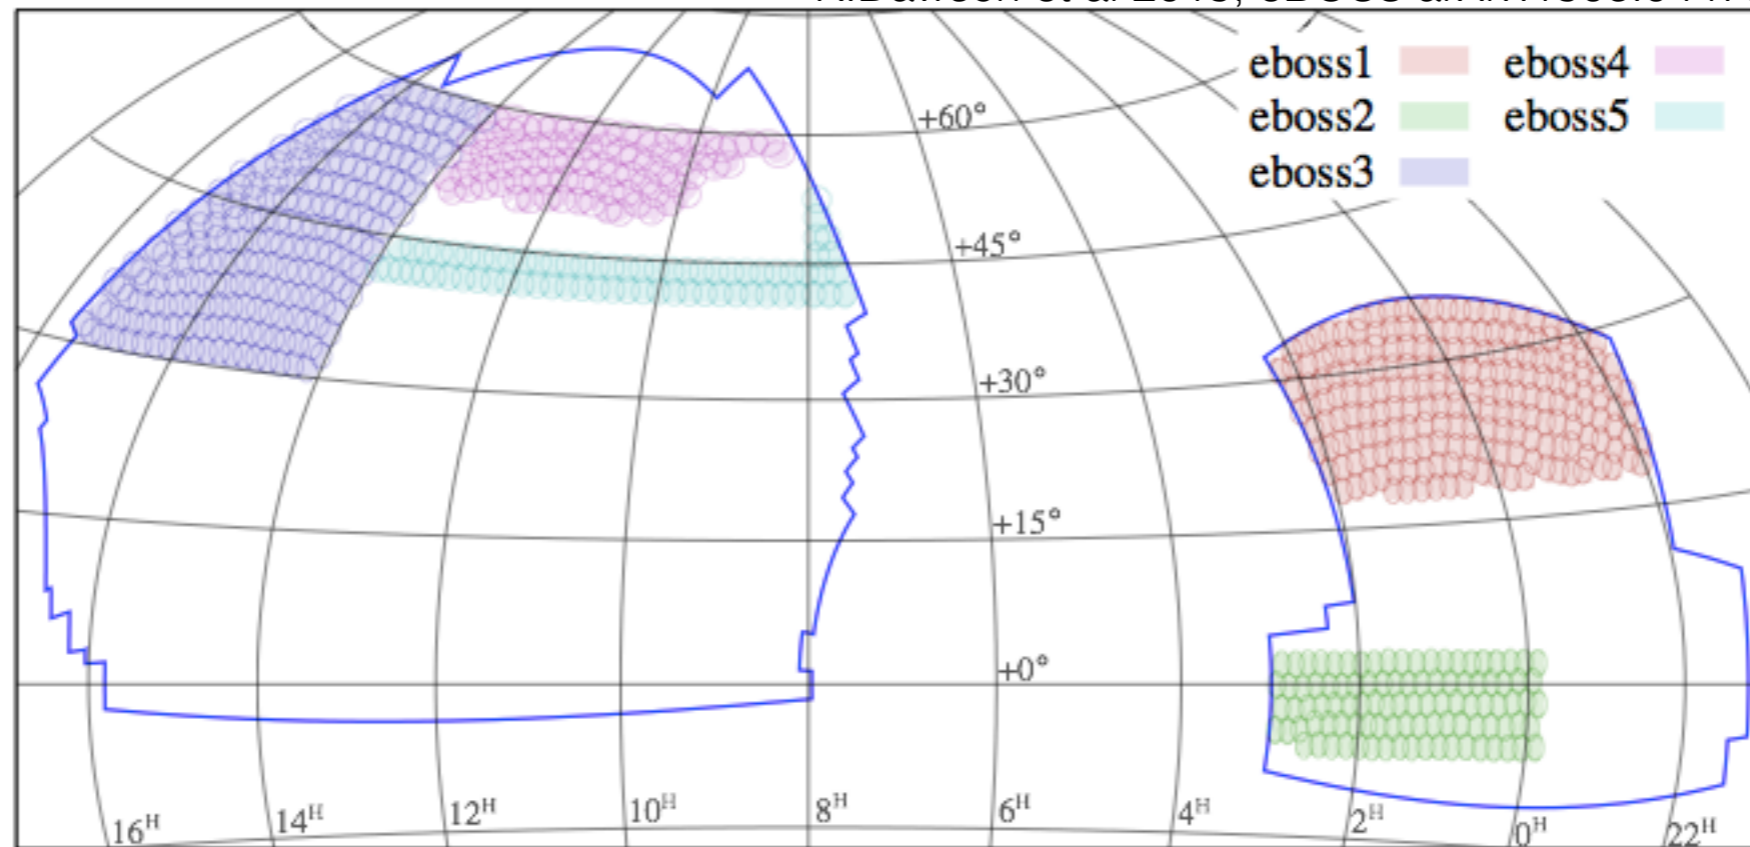 eboss1 eboss4
eboss2 eboss5
eboss3
+60°
+45°
+30°
+15°
+0°
16ᴴ 14ᴴ 12ᴴ 10ᴴ 8ᴴ 6ᴴ 4ᴴ 2ᴴ 0ᴴ 22ᴴ